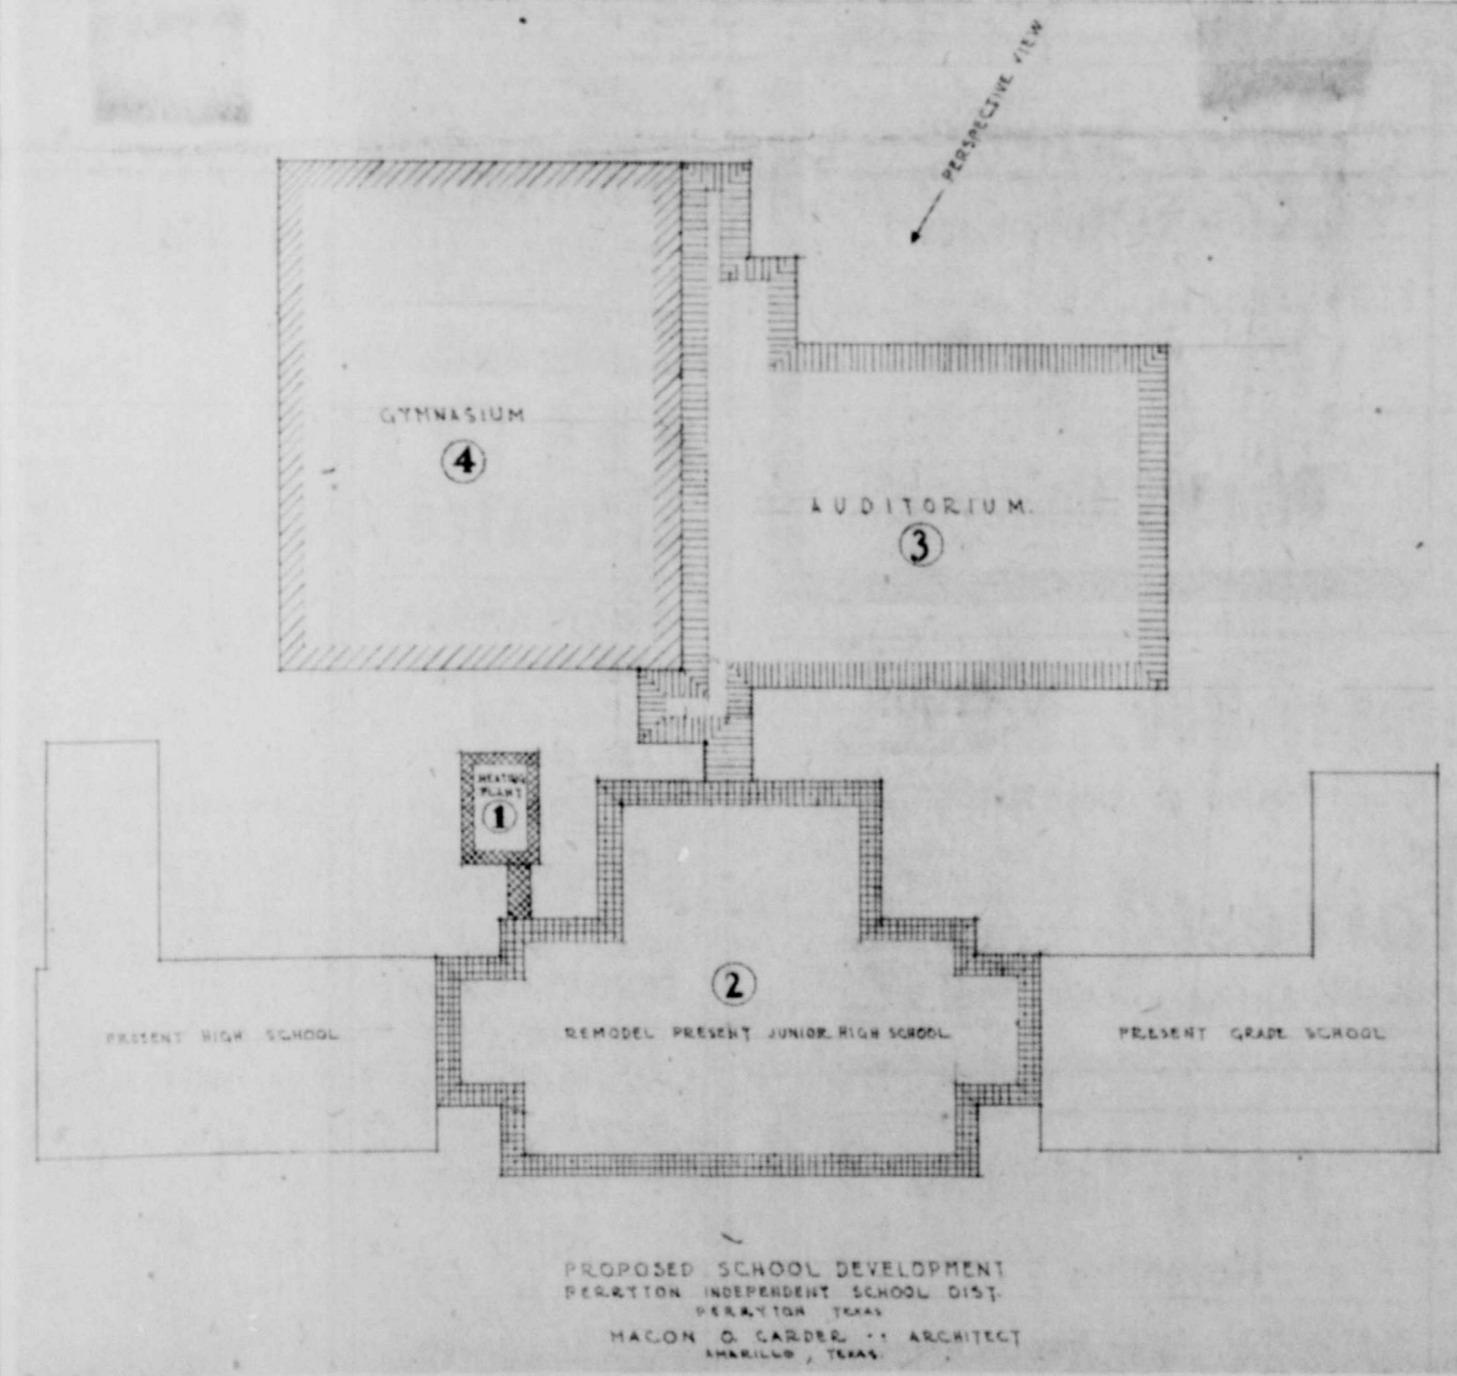 PERSPECTIVE VIEW
GYMNASIUM
4
AUDITORIUM.
3
HEATING
PLANT
1
2
PRESENT HIGH SCHOOL
REMODEL PRESENT JUNIOR HIGH SCHOOL
PRESENT GRADE SCHOOL
PROPOSED SCHOOL DEVELOPMENT
PERRYTON INDEPENDENT SCHOOL DIST.
PERRYTON TEXAS
MACON O. CARDER -- ARCHITECT
AMARILLO, TEXAS.